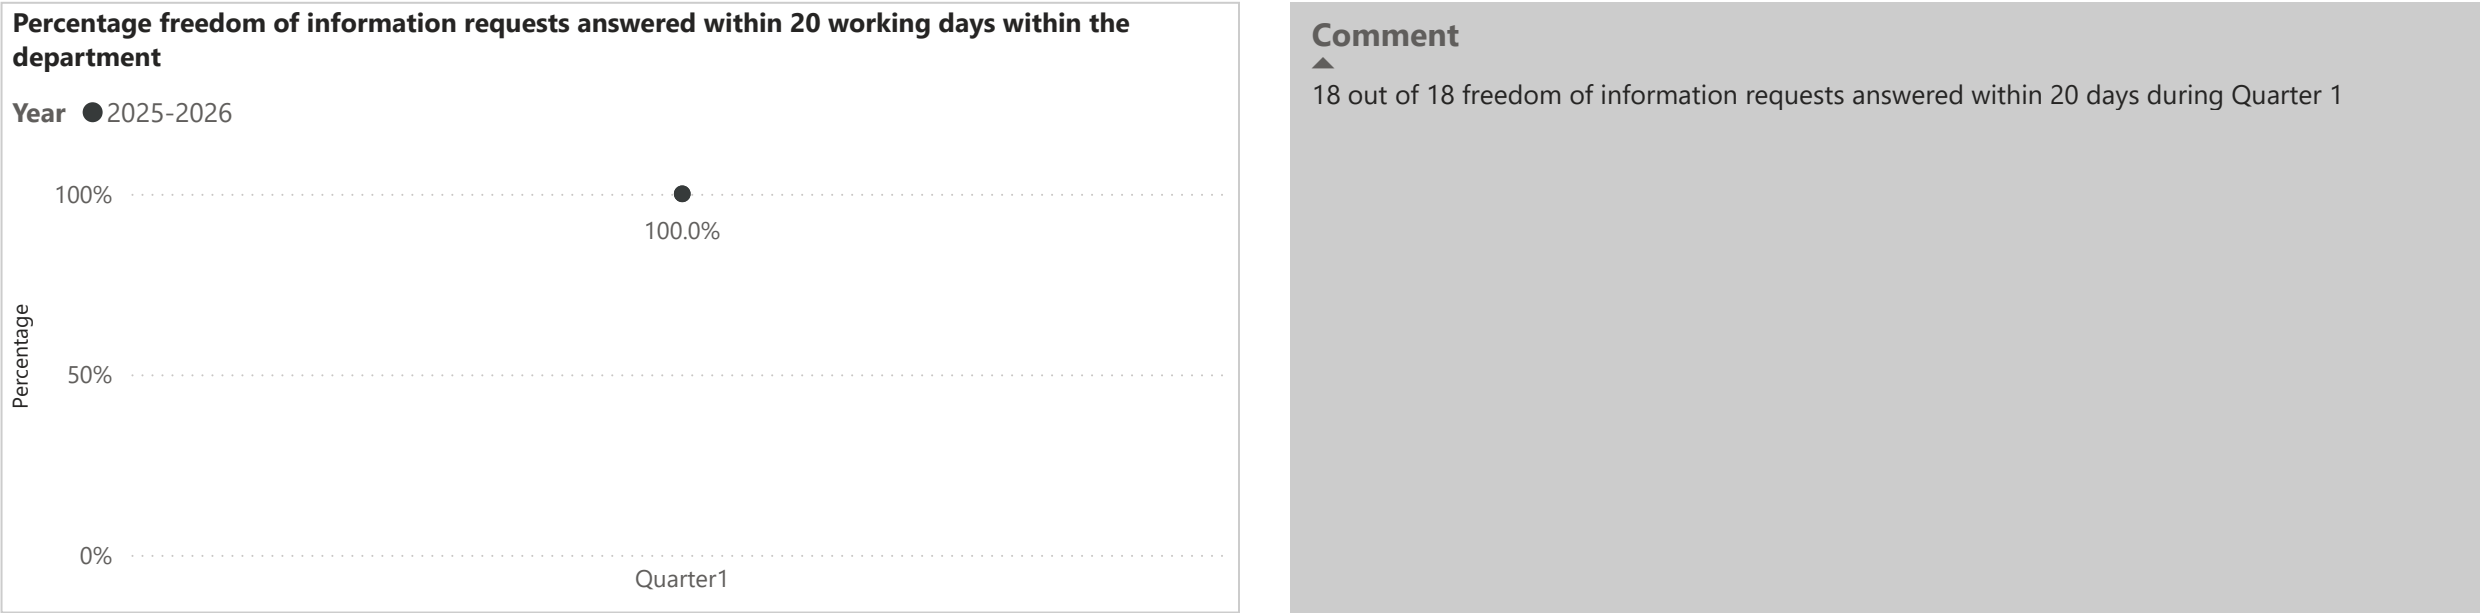 Percentage freedom of information requests answered within 20 working days within the
department
Year 2025-2026
100%
100.0%
Percentage
50%
0%
Quarter1
Comment
18 out of 18 freedom of information requests answered within 20 days during Quarter 1